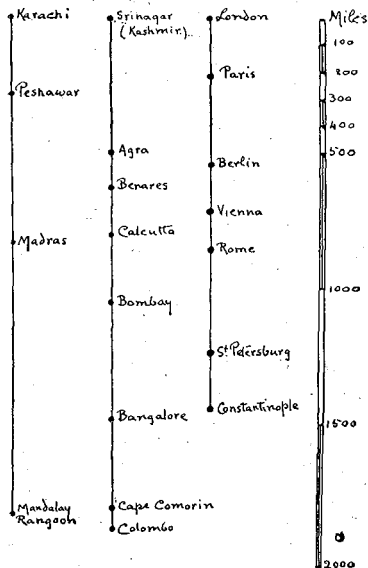 Karachi
Peshawar
Madras
Mandalay
Rangoon
Srinagar
(Kashmir.)
Agra
Benares
Calcutta
Bombay
Bangalore
Cape Comorin
Colombo
London
Paris
Berlin
Vienna
Rome
St Petersburg
Constantinople
Miles
100
200
300
400
500
1000
1500
2000